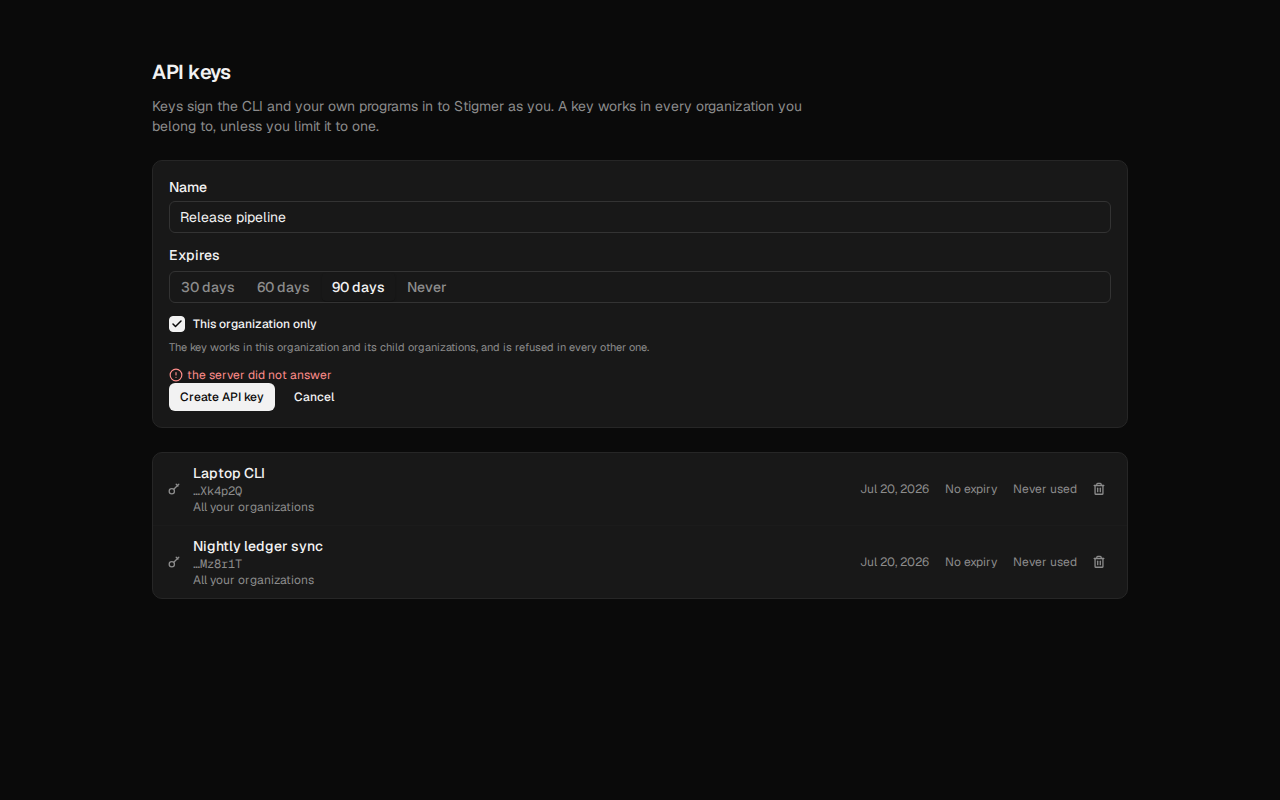 API keys
Keys sign the CLI and your own programs in to Stigmer as you. A key works in every organization you
belong to, unless you limit it to one.
Name
Release pipeline
Expires
30 days 60 days 90 days Never
This organization only
The key works in this organization and its child organizations, and is refused in every other one.
the server did not answer
Create API key Cancel
Laptop CLI
…Xk4p2Q
All your organizations
Jul 20, 2026 No expiry Never used
Nightly ledger sync
…Mz8r1T
All your organizations
Jul 20, 2026 No expiry Never used